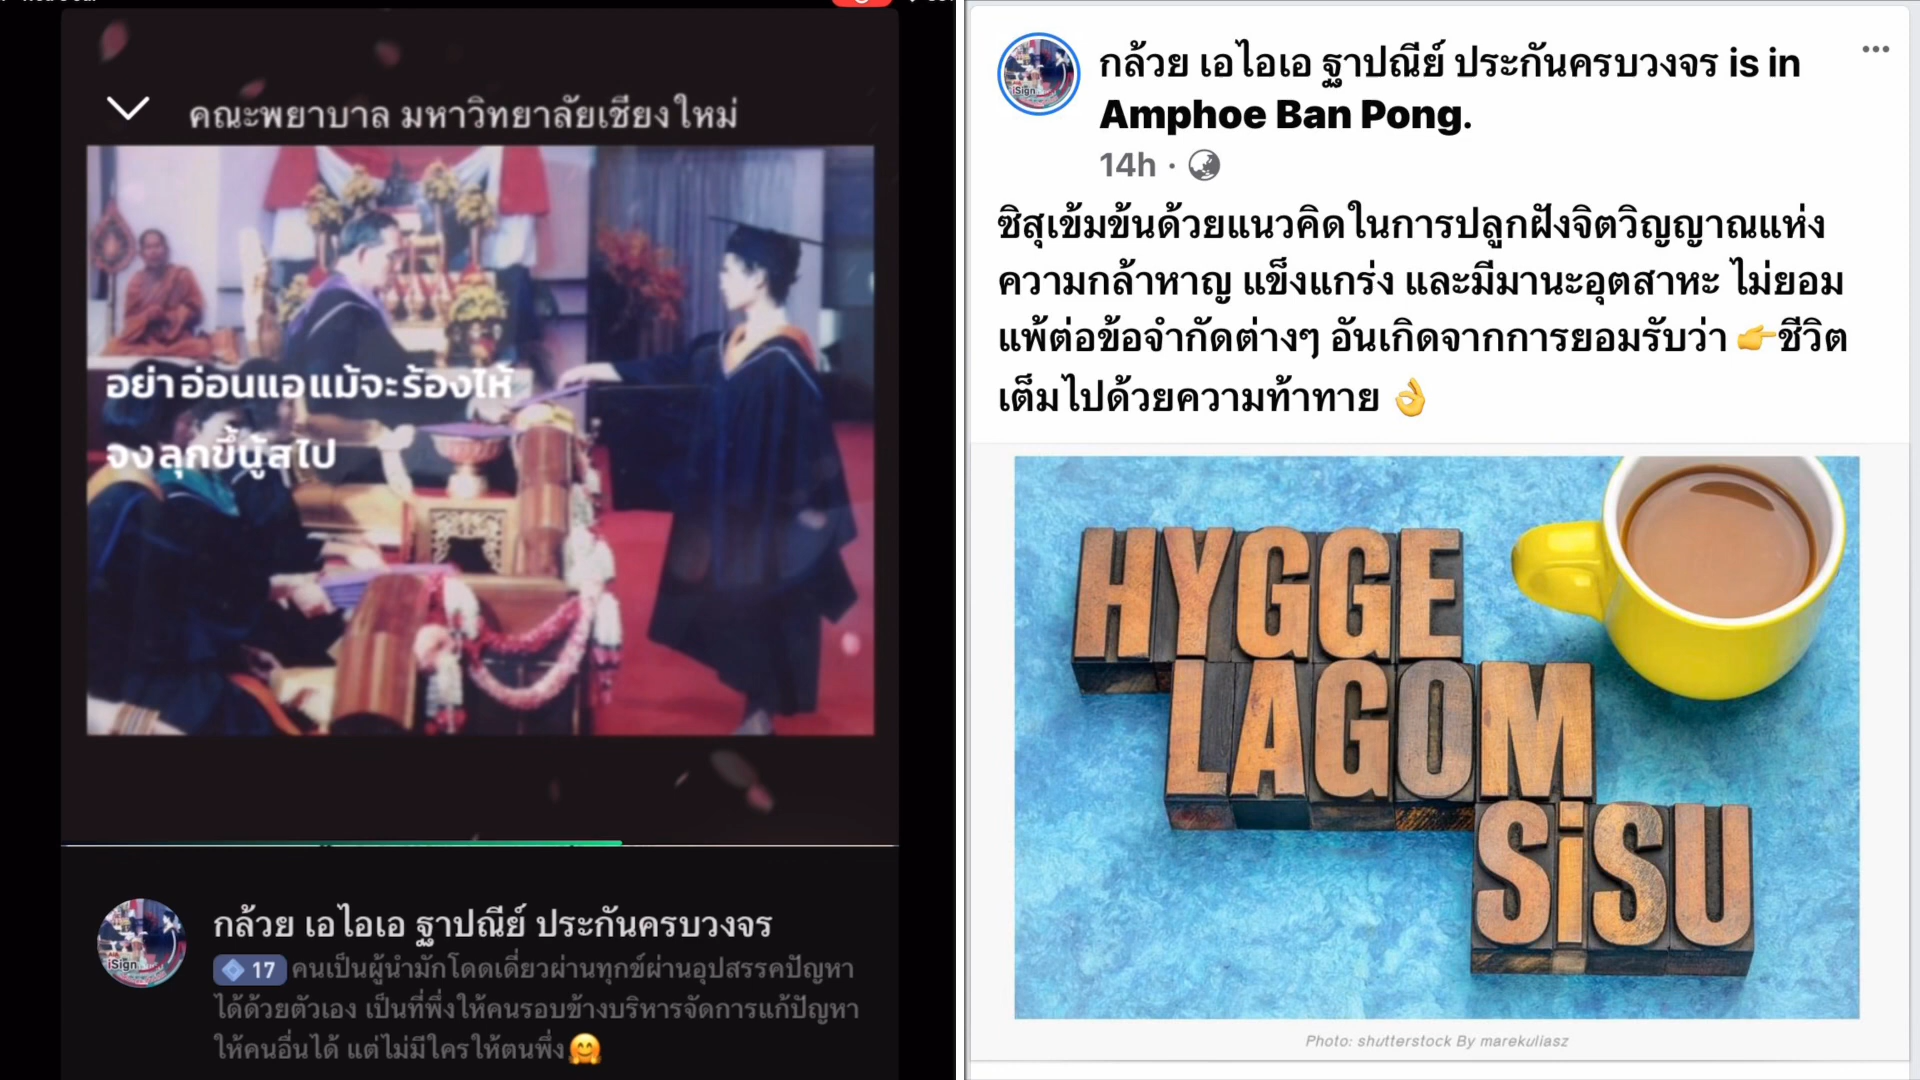 คณะพยาบาล มหาวิทยาลัยเชียงใหม่
อย่าอ่อนแอแม้จะร้องไห้
จงลุกขึ้นู้สไป
iSign
กล้วย เอไอเอ ฐาปณีย์ ประกันครบวงจร
17 คนเป็นผู้นำมักโดดเดี่ยวผ่านทุกข์ผ่านอุปสรรคปัญหา
ได้ด้วยตัวเอง เป็นที่พึ่งให้คนรอบข้างบริหารจัดการแก้ปัญหา
ให้คนอื่นได้ แต่ไม่มีใครให้ตนพึ่ง🤗
iSign
กล้วย เอไอเอ ฐาปณีย์ ประกันครบวงจร is in
Amphoe Ban Pong.
14h ·
ซิสุเข้มข้นด้วยแนวคิดในการปลูกฝังจิตวิญญาณแห่ง
ความกล้าหาญ แข็งแกร่ง และมีมานะอุตสาหะ ไม่ยอม
แพ้ต่อข้อจำกัดต่างๆ อันเกิดจากการยอมรับว่า 👉ชีวิต
เต็มไปด้วยความท้าทาย 👌
HYGGE
LAGOM
SiSU
Photo: shutterstock By marekuliasz